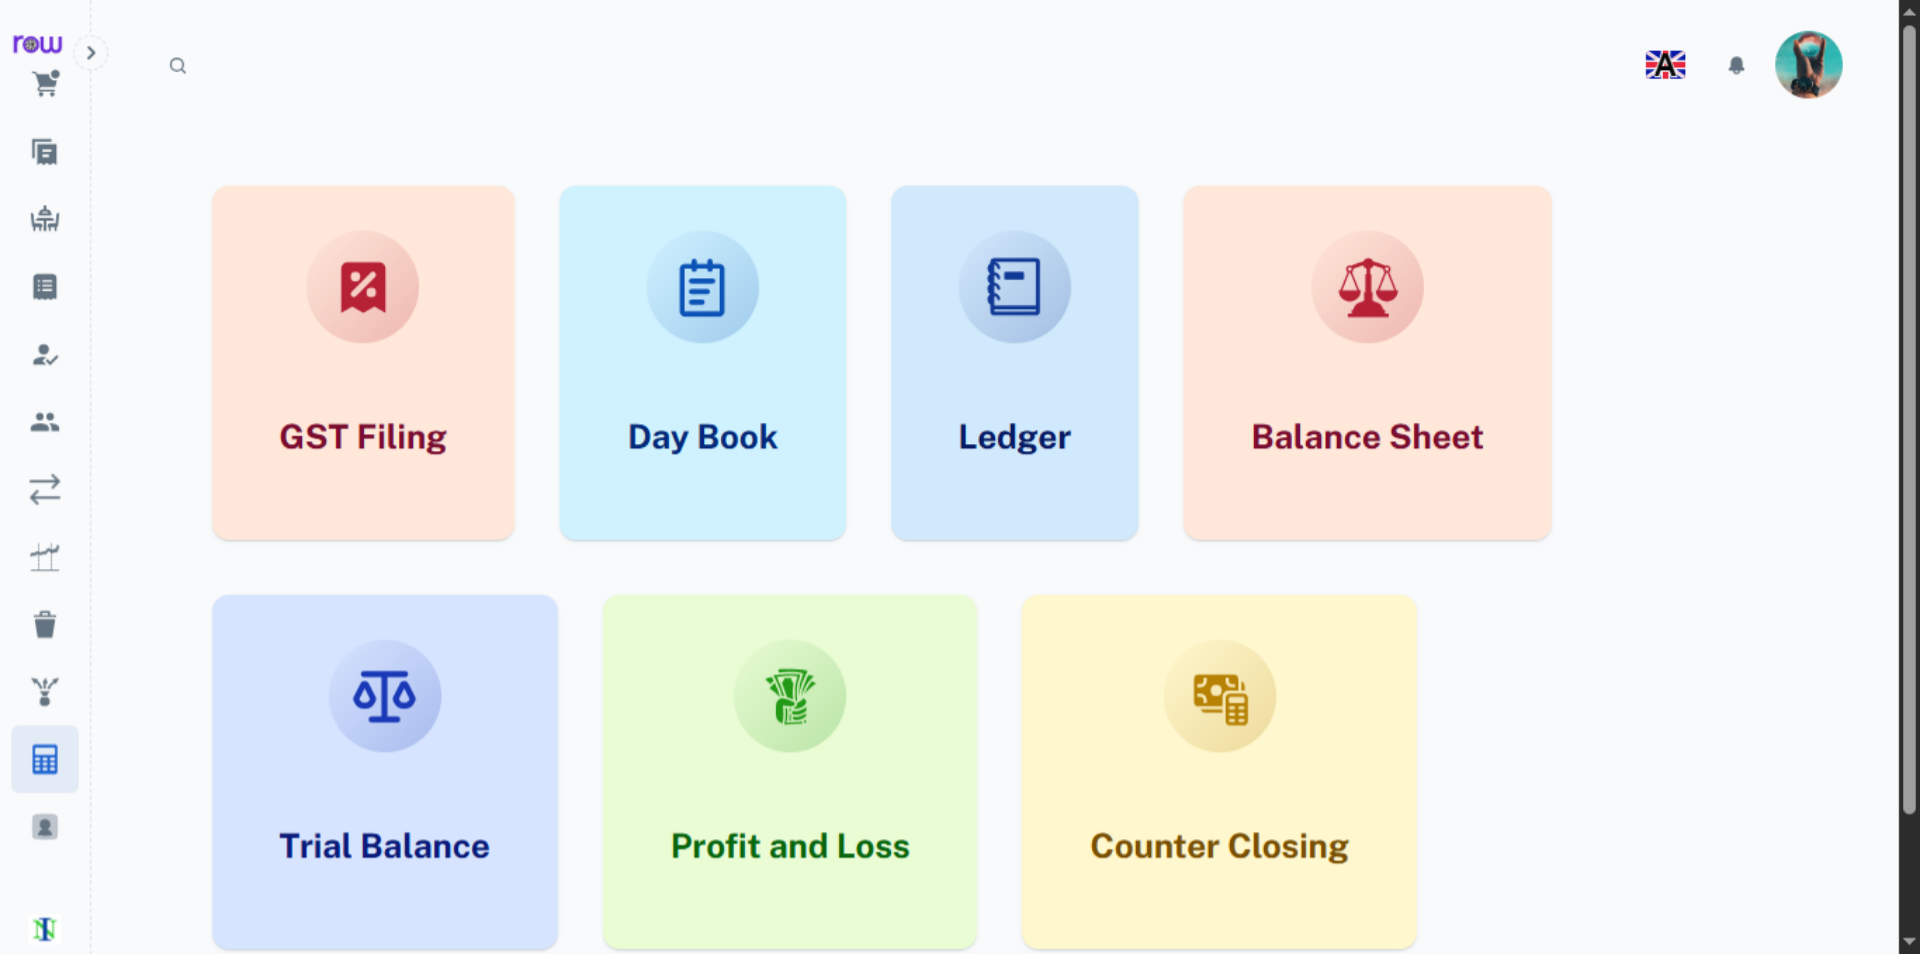 row
A
GST Filing
Day Book
Ledger
Balance Sheet
Trial Balance
Profit and Loss
Counter Closing